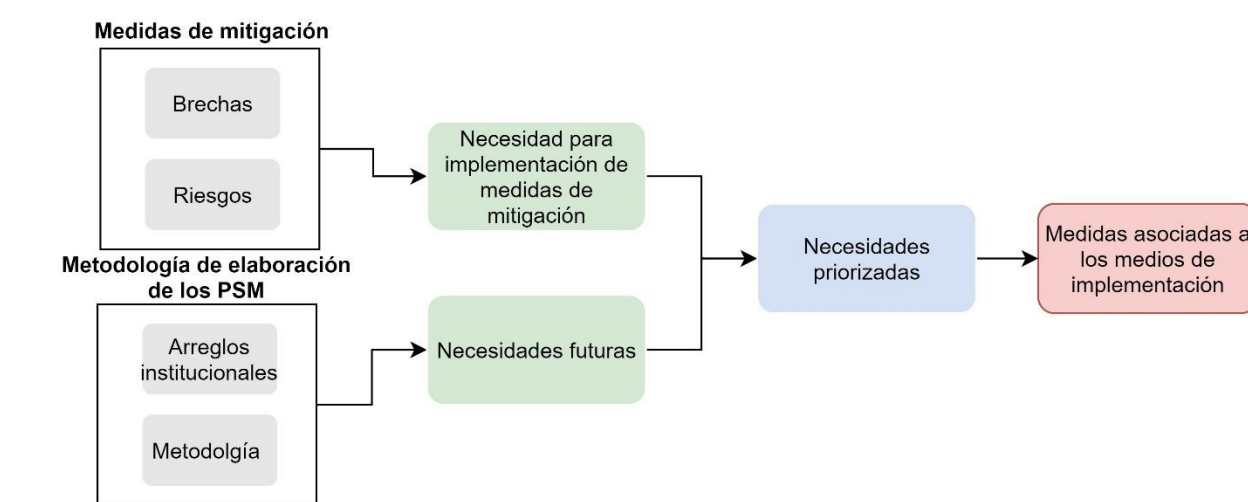 Medidas de mitigación
Brechas
Riesgos
Metodología de elaboración
de los PSM
Arreglos
institucionales
Metodolgía
Necesidad para
implementación de
medidas de
mitigación
Necesidades futuras
Necesidades
priorizadas
Medidas asociadas a
los medios de
implementación